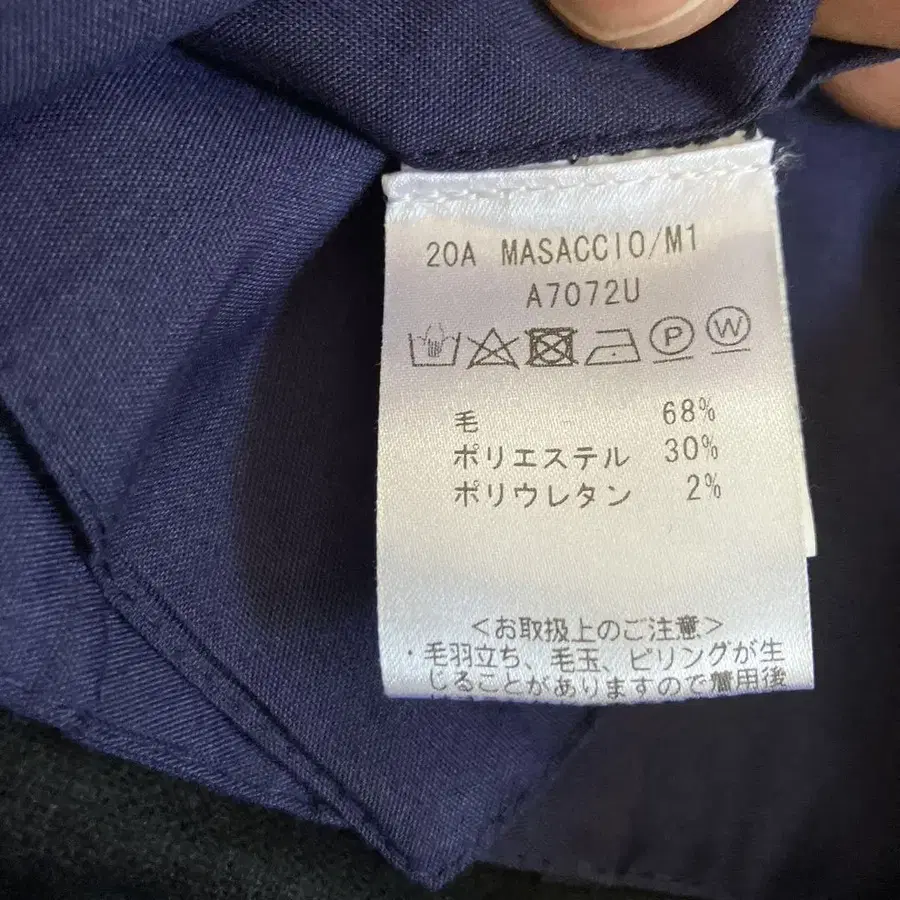 20A MASACCIO/M1
A7072U
P W
毛 68%
ポリエステル 30%
ポリウレタン 2%
<お取扱上のご注意>
・毛羽立ち、毛玉、ピリングが生
じることがありますので着用後